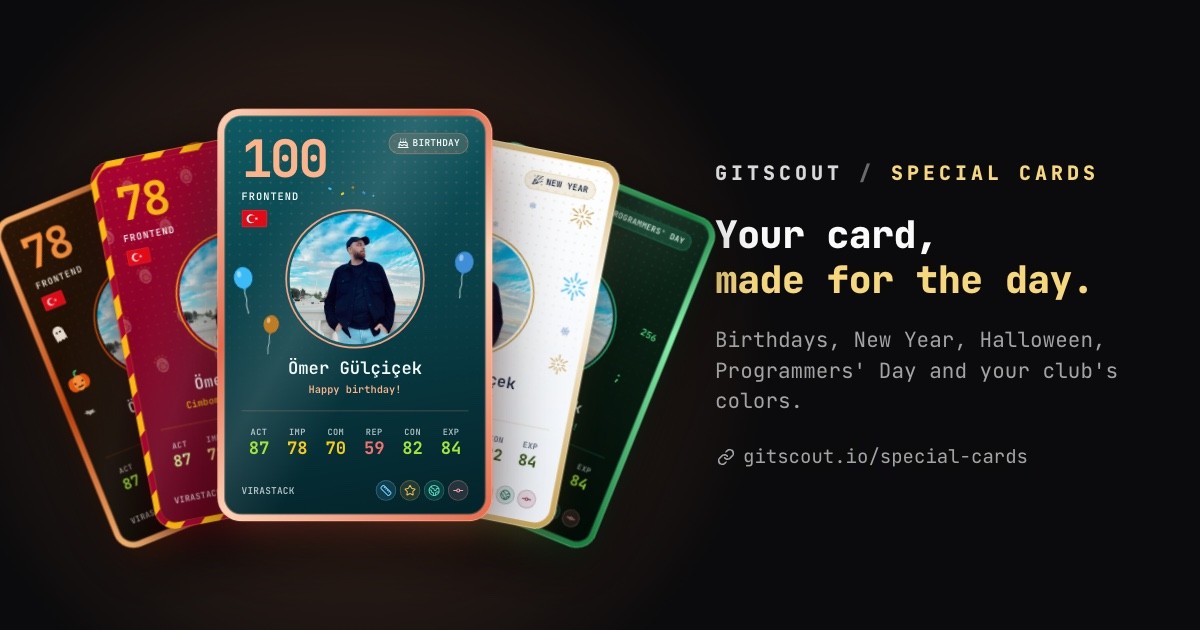 78
FRONTEND
ACT
87
78
FRONTEND
Cimbom
ACT
87
VIRASTACK
100
BIRTHDAY
FRONTEND
Ömer Gülçiçek
Happy birthday!
ACT IMP COM REP CON EXP
87 78 70 59 82 84
VIRASTACK
NEW YEAR
EXP
84
PROGRAMMERS' DAY
256
;
EXP
84
GITSCOUT / SPECIAL CARDS
Your card,
made for the day.
Birthdays, New Year, Halloween,
Programmers' Day and your club's
colors.
gitscout.io/special-cards